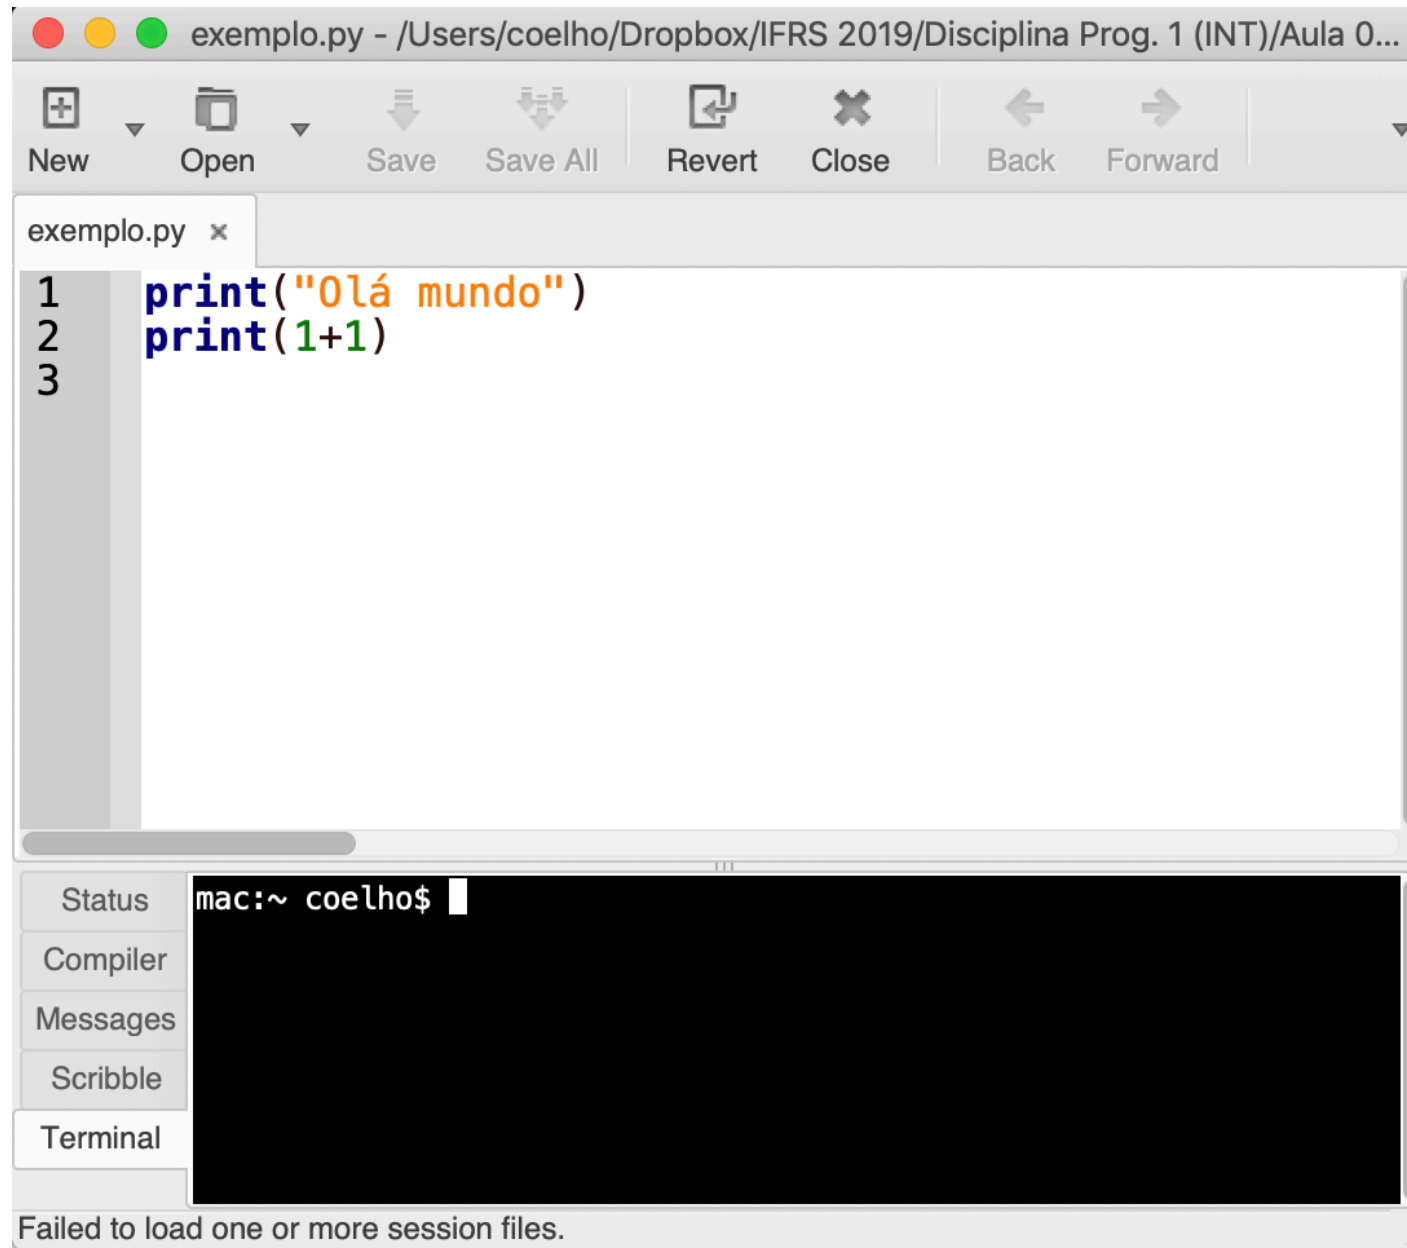 exemplo.py - /Users/coelho/Dropbox/IFRS 2019/Disciplina Prog. 1 (INT)/Aula 0...
New Open Save Save All Revert Close Back Forward
exemplo.py
1 print("Olá mundo")
2 print(1+1)
3
Status
Compiler
Messages
Scribble
Terminal
mac:~ coelho$
Failed to load one or more session files.